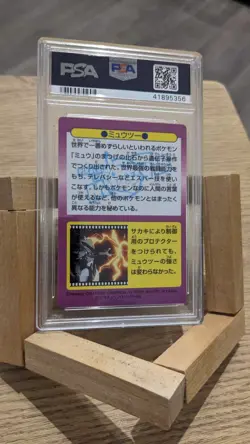 PSA
PSA
41895356
●ミュウツー●
世界で一番めずらしいといわれるポケモン
「ミュウ」のまつげの化石から遺伝子操作
でつくり出された。世界最強の戦闘能力を
もち、テレパシーなどエスパー技を使いこ
なす。しかもポケモンなのに人間の言葉
が使えるなど、他のポケモンとはまったく
異なる能力を秘めている。
サカキにより制御
用のプロテクター
をつけられても、
ミュウツーの強さ
は変わらなかった。